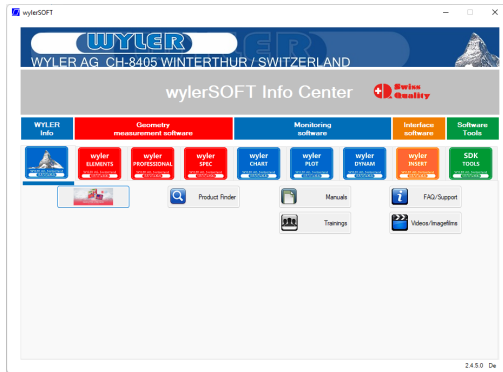 wylerSOFT
WYLER
WYLER AG CH-8405 WINTERTHUR / SWITZERLAND
wylerSOFT Info Center
Swiss
Quality
WYLER
Info
Geometry
measurement software
Monitoring
software
Interface
software
Software
Tools
wyler
ELEMENTS
wyler
PROFESSIONAL
wyler
SPEC
wyler
CHART
wyler
PLOT
wyler
DYNAM
wyler
INSERT
SDK
TOOLS
Product Finder
Manuals
FAQ/Support
Trainings
Videos/Imagefilms
2.4.5.0 De